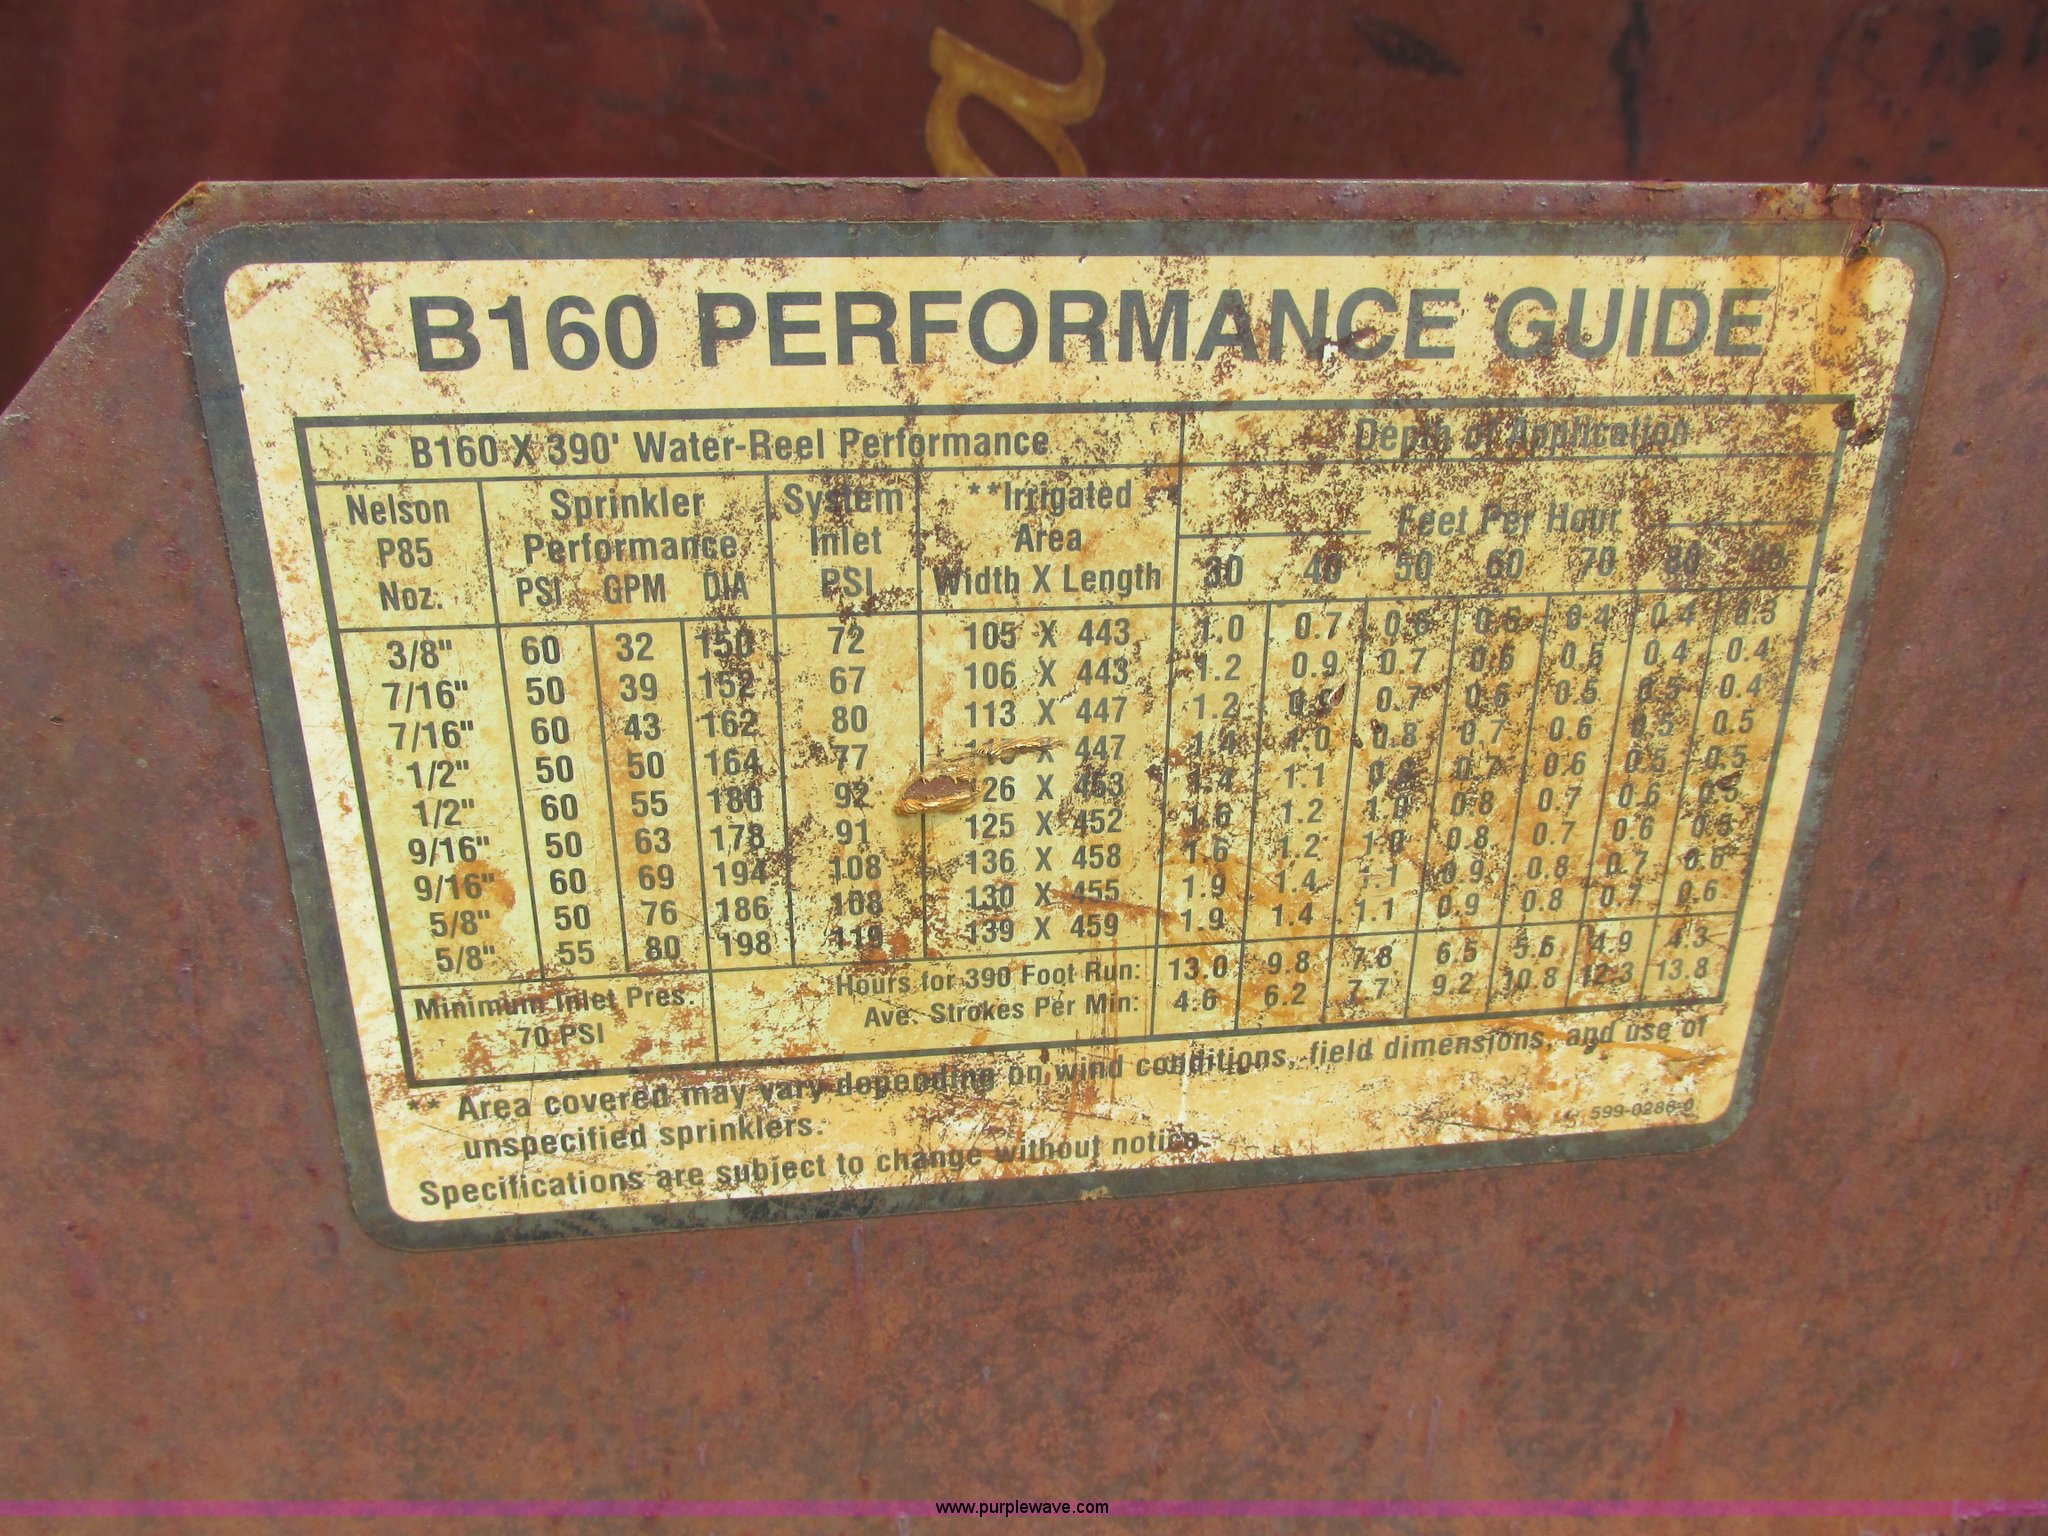 B160 PERFORMANCE GUIDE
B160 X 390' Water-Reel Performance Depth of Application
Nelson P85 Noz. Sprinkler Performance PSI GPM DIA System Inlet PSI **Irrigated Area Width X Length Feet Per Hour
30 40 50 60 70 80
3/8" 60 32 150 72 105 X 443 1.0 0.7 0.6 0.5 0.4 0.4 0.3
7/16" 50 39 152 67 106 X 443 1.2 0.9 0.7 0.6 0.5 0.4 0.4
7/16" 60 43 162 80 113 X 447 1.2 0.9 0.7 0.6 0.5 0.5 0.4
1/2" 50 50 164 77 X 447 1.4 1.0 0.8 0.7 0.6 0.5 0.5
1/2" 60 55 180 92 26 X 453 1.4 1.1 0.9 0.7 0.6 0.5 0.5
9/16" 50 63 178 91 125 X 452 1.6 1.2 1.0 0.8 0.7 0.6 0.5
9/16" 60 69 194 108 136 X 458 1.6 1.2 1.0 0.8 0.7 0.6 0.5
5/8" 50 76 186 108 130 X 455 1.9 1.4 1.1 0.9 0.8 0.7 0.6
5/8" 55 80 198 119 139 X 459 1.9 1.4 1.1 0.9 0.8 0.7 0.6
Minimum Inlet Pres. Hours for 390 Foot Run: 13.0 9.8 7.8 6.5 5.6 4.9 4.3
70 PSI Ave. Strokes Per Min: 4.6 6.2 7.7 9.2 10.8 12.3 13.8
** Area covered may vary depending on wind conditions, field dimensions, and use of
unspecified sprinklers.
Specifications are subject to change without notice.
599-0286-0
www.purplewave.com